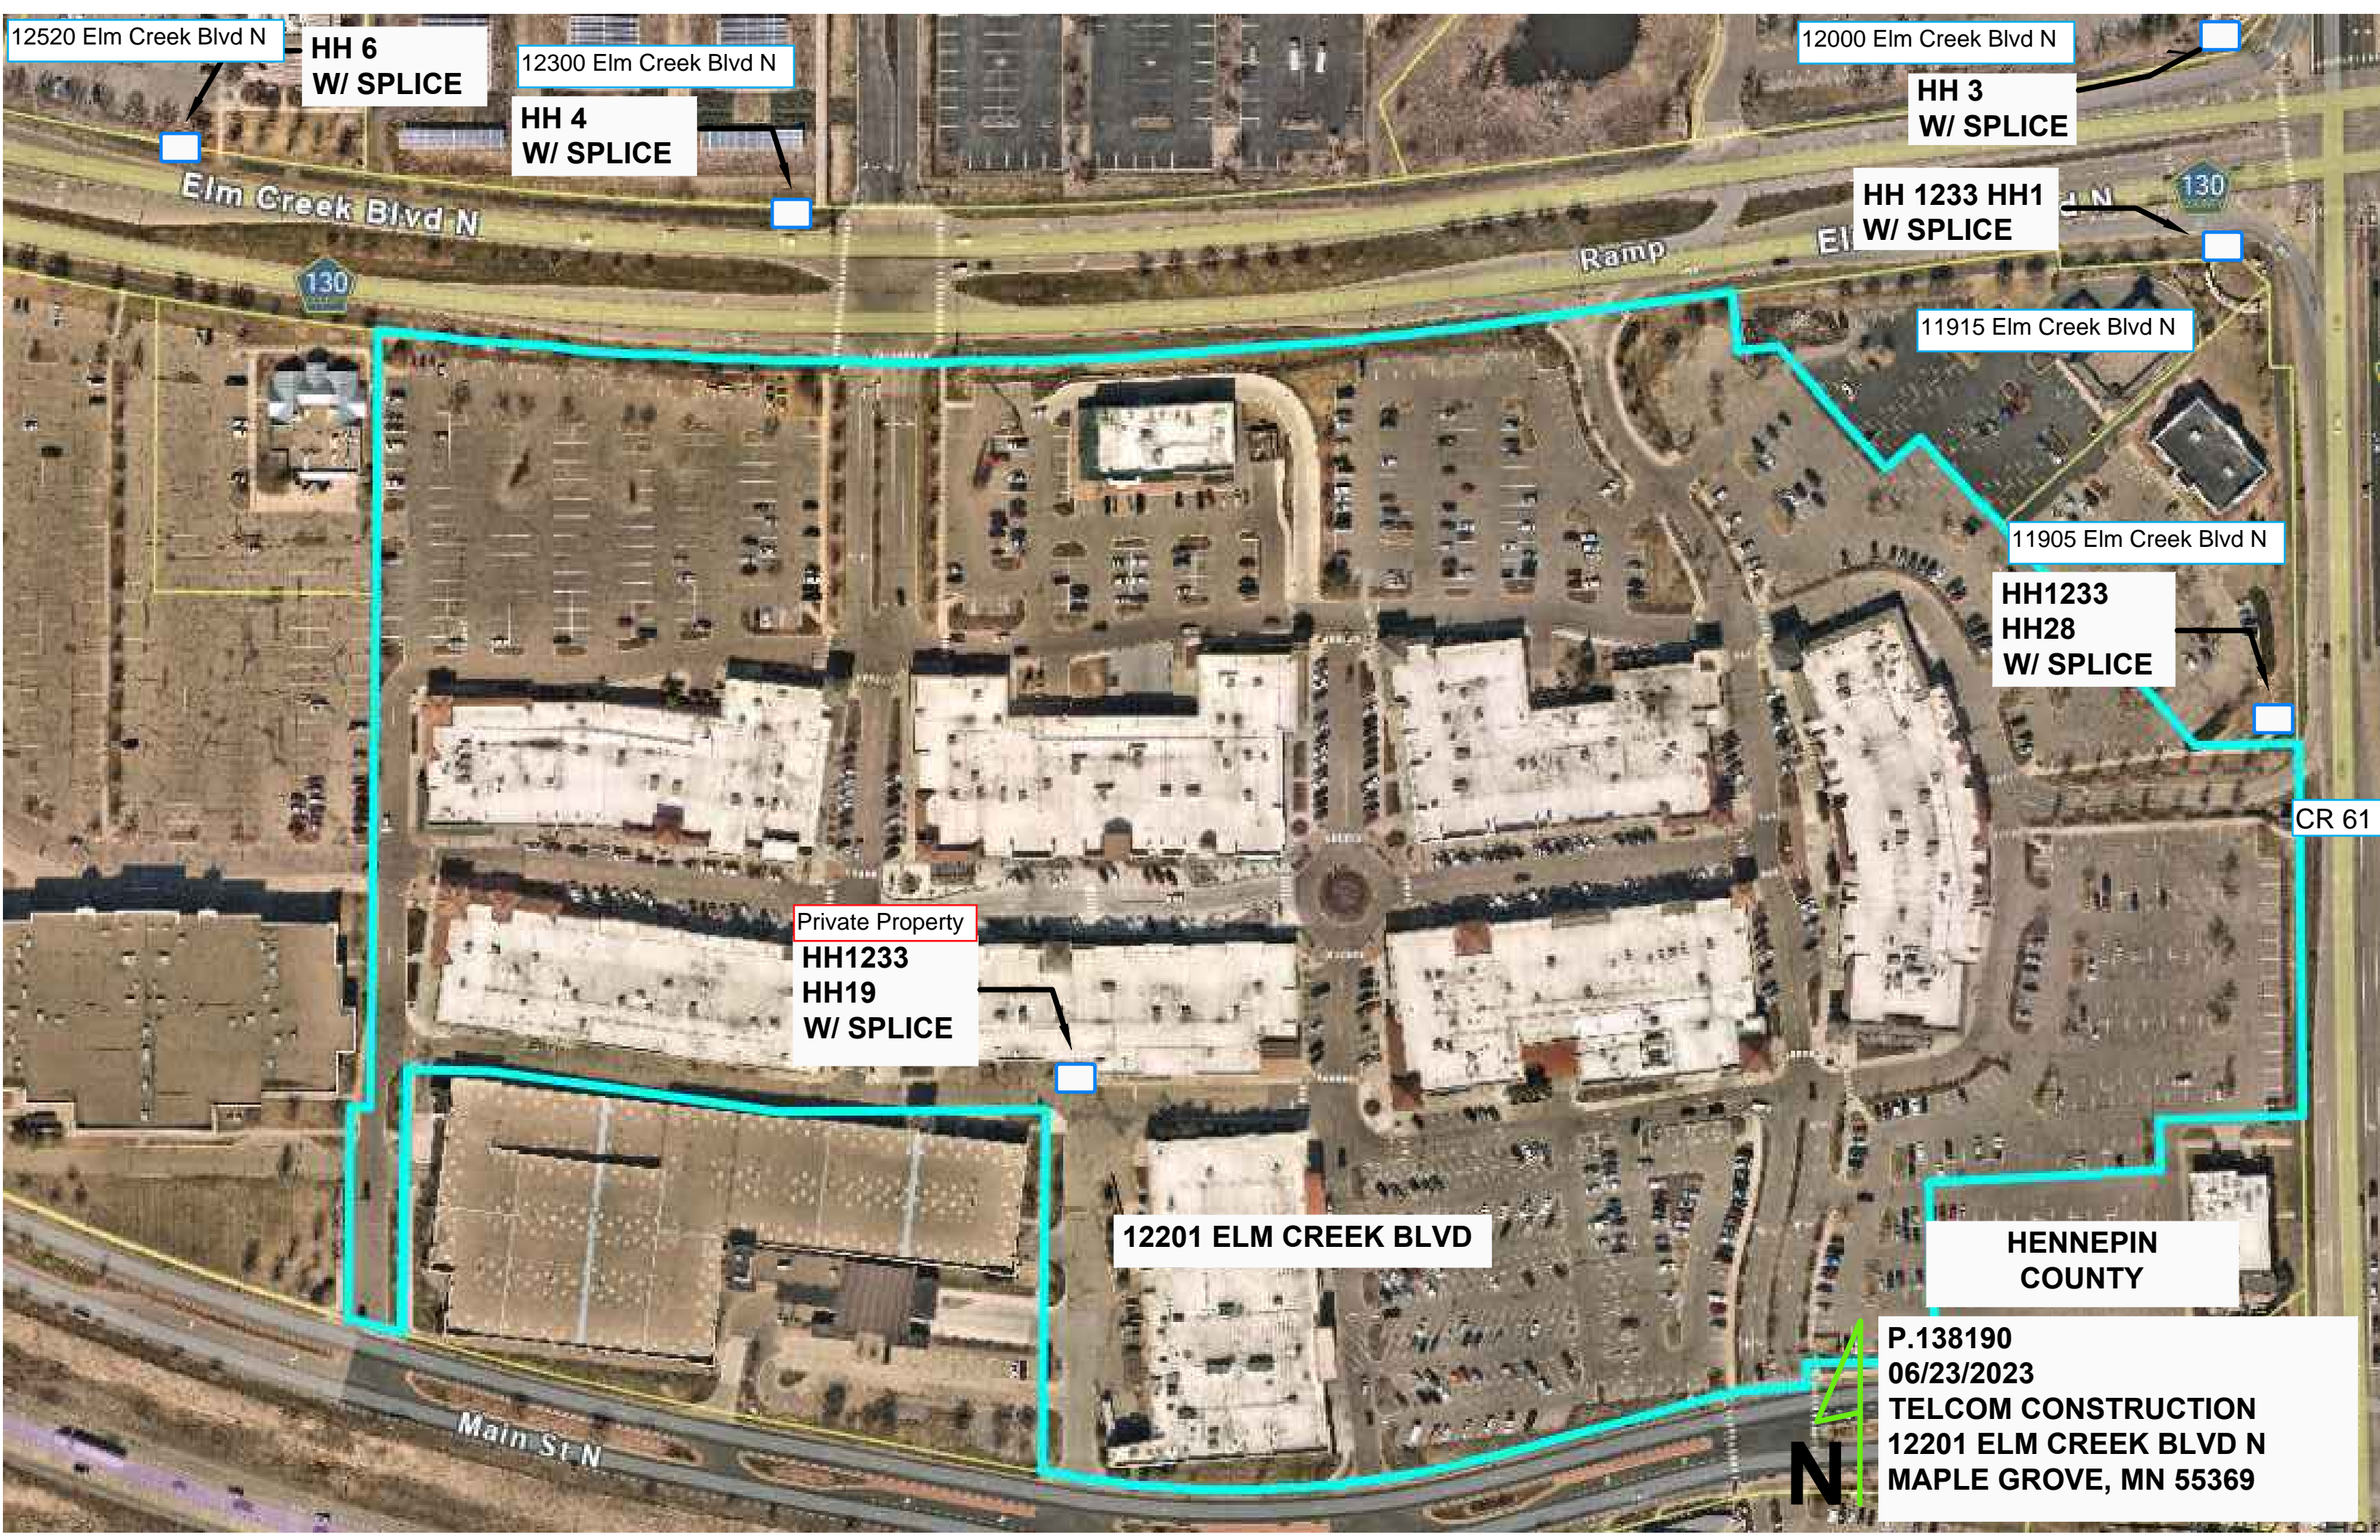 12520 Elm Creek Blvd N
HH 6
W/ SPLICE
12300 Elm Creek Blvd N
HH 4
W/ SPLICE
12000 Elm Creek Blvd N
HH 3
W/ SPLICE
Elm Creek Blvd N
130
HH 1233 HH1
W/ SPLICE
130
Ramp
El
d N
11915 Elm Creek Blvd N
11905 Elm Creek Blvd N
HH1233
HH28
W/ SPLICE
CR 61
Private Property
HH1233
HH19
W/ SPLICE
12201 ELM CREEK BLVD
HENNEPIN
COUNTY
Main St N
N
P.138190
06/23/2023
TELCOM CONSTRUCTION
12201 ELM CREEK BLVD N
MAPLE GROVE, MN 55369